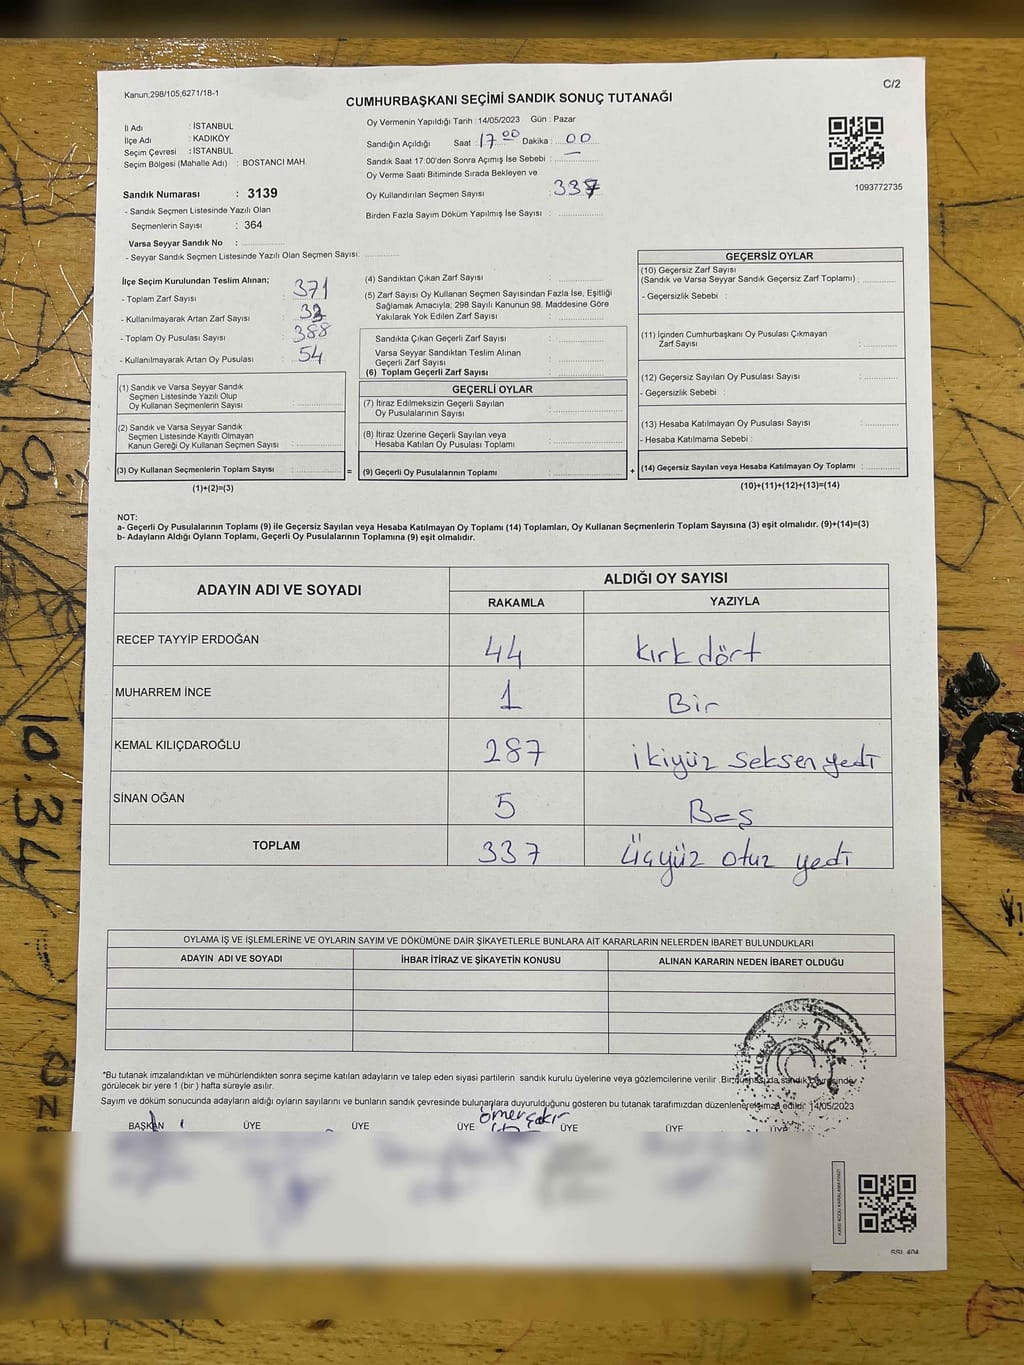 Kanun;298/105,6271/18-1
C/2
CUMHURBAŞKANI SEÇİMİ SANDIK SONUÇ TUTANAĞI
İl Adı : İSTANBUL
İlçe Adı : KADIKÖY
Seçim Çevresi : İSTANBUL
Seçim Bölgesi (Mahalle Adı) : BOSTANCI MAH.
Sandık Numarası : 3139
- Sandık Seçmen Listesinde Yazılı Olan
Seçmenlerin Sayısı : 364
Varsa Seyyar Sandık No :
- Seyyar Sandık Seçmen Listesinde Yazılı Olan Seçmen Sayısı:
Oy Vermenin Yapıldığı Tarih : 14/05/2023 Gün : Pazar
Sandığın Açıldığı Saat : 17 00 Dakika : 00
Sandık Saat 17:00'den Sonra Açımış İse Sebebi :
Oy Verme Saati Bitiminde Sırada Bekleyen ve
Oy Kullandırılan Seçmen Sayısı : 337
Birden Fazla Sayım Döküm Yapılmış İse Sayısı :
1093772735
İlçe Seçim Kurulundan Teslim Alınan;
- Toplam Zarf Sayısı : 371
- Kullanılmayarak Artan Zarf Sayısı :
- Toplam Oy Pusulası Sayısı : 388
- Kullanılmayarak Artan Oy Pusulası : 54
(1) Sandık ve Varsa Seyyar Sandık
Seçmen Listesinde Yazılı Olup
Oy Kullanan Seçmenlerin Sayısı :
(2) Sandık ve Varsa Seyyar Sandık
Seçmen Listesinde Kayıtlı Olmayan
Kanun Gereği Oy Kullanan Seçmen Sayısı :
(3) Oy Kullanan Seçmenlerin Toplam Sayısı :
(1)+(2)=(3)
=
(4) Sandıktan Çıkan Zarf Sayısı :
(5) Zarf Sayısı Oy Kullanan Seçmen Sayısından Fazla İse, Eşitliği
Sağlamak Amacıyla; 298 Sayılı Kanunun 98. Maddesine Göre
Yakılarak Yok Edilen Zarf Sayısı :
Sandıkta Çıkan Geçerli Zarf Sayısı :
Varsa Seyyar Sandıktan Teslim Alınan
Geçerli Zarf Sayısı :
(6) Toplam Geçerli Zarf Sayısı :
GEÇERLİ OYLAR
(7) İtiraz Edilmeksizin Geçerli Sayılan
Oy Pusulalarının Sayısı :
(8) İtiraz Üzerine Geçerli Sayılan veya
Hesaba Katılan Oy Pusulası Toplamı :
(9) Geçerli Oy Pusulalarının Toplamı :
+
GEÇERSİZ OYLAR
(10) Geçersiz Zarf Sayısı
(Sandık ve Varsa Seyyar Sandık Geçersiz Zarf Toplamı) :
- Geçersizlik Sebebi :
(11) İçinden Cumhurbaşkanı Oy Pusulası Çıkmayan
Zarf Sayısı :
(12) Geçersiz Sayılan Oy Pusulası Sayısı :
- Geçersizlik Sebebi :
(13) Hesaba Katılmayan Oy Pusulası Sayısı :
- Hesaba Katılmama Sebebi :
(14) Geçersiz Sayılan veya Hesaba Katılmayan Oy Toplamı :
(10)+(11)+(12)+(13)=(14)
NOT:
a- Geçerli Oy Pusulalarının Toplamı (9) ile Geçersiz Sayılan veya Hesaba Katılmayan Oy Toplamı (14) Toplamları, Oy Kullanan Seçmenlerin Toplam Sayısına (3) eşit olmalıdır. (9)+(14)=(3)
b- Adayların Aldığı Oyların Toplamı, Geçerli Oy Pusulalarının Toplamına (9) eşit olmalıdır.
ADAYIN ADI VE SOYADI ALDIĞI OY SAYISI
RAKAMLA YAZIYLA
RECEP TAYYİP ERDOĞAN 44 kırk dört
MUHARREM İNCE 1 Bir
KEMAL KILIÇDAROĞLU 287 ikiyüz seksen yedi
SİNAN OĞAN 5 Beş
TOPLAM 337 Üçyüz otuz yedi
OYLAMA İŞ VE İŞLEMLERİNE VE OYLARIN SAYIM VE DÖKÜMÜNE DAİR ŞİKAYETLERLE BUNLARA AİT KARARLARIN NELERDEN İBARET BULUNDUKLARI
ADAYIN ADI VE SOYADI İHBAR İTİRAZ VE ŞİKAYETİN KONUSU ALINAN KARARIN NEDEN İBARET OLDUĞU
T.C.
*Bu tutanak imzalandıktan ve mühürlendikten sonra seçime katılan adayların ve talep eden siyasi partilerin sandık kurulu üyelerine veya gözlemcilerine verilir. Bir nüshası da sandık çevresinde
görülecek bir yere 1 (bir ) hafta süreyle asılır.
Sayım ve döküm sonucunda adayların aldığı oyların sayılarını ve bunların sandık çevresinde bulunanlara duyurulduğunu gösteren bu tutanak tarafımızdan düzenlenerek imza edildi. 14/05/2023
BAŞKAN ÜYE ÜYE ÜYE ÜYE ÜYE ÜYE
ömer çakır
10.34